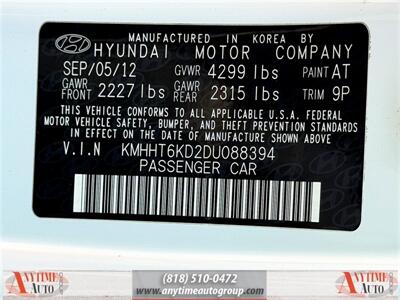 MANUFACTURED IN KOREA BY
HYUNDAI MOTOR COMPANY
SEP/05/12 GVWR 4299 lbs PAINT AT
GAWR FRONT 2227 lbs GAWR REAR 2315 lbs TRIM 9P
THIS VEHICLE CONFORMS TO ALL APPLICABLE U.S.A FEDERAL
MOTOR VEHICLE SAFETY, BUMPER, AND THEFT PREVENTION
STANDARDS IN EFFECT ON THE DATE OF MANUFACTURE
SHOWN ABOVE.
V.I.N KMHHT6KD2DU088394
PASSENGER CAR
ANYTIME AUTO
(818) 510-0472
www.anytimeautogroup.com
ANYTIME AUTO